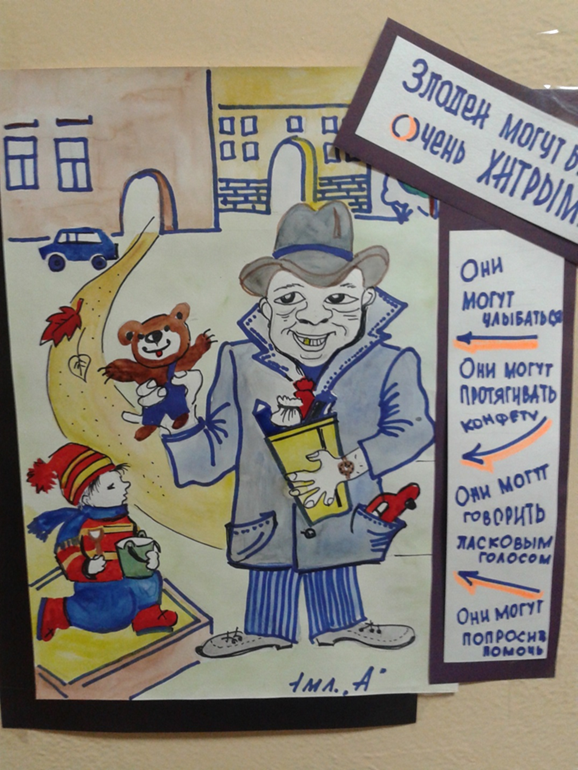 Злодеи могут б
Очень ХИТРЫМ
Они
могут
улыбаться
Они могут
протягивать
конфету
Они могут
говорить
ласковым
голосом
Они могут
попросить
помочь
1мл. „А"